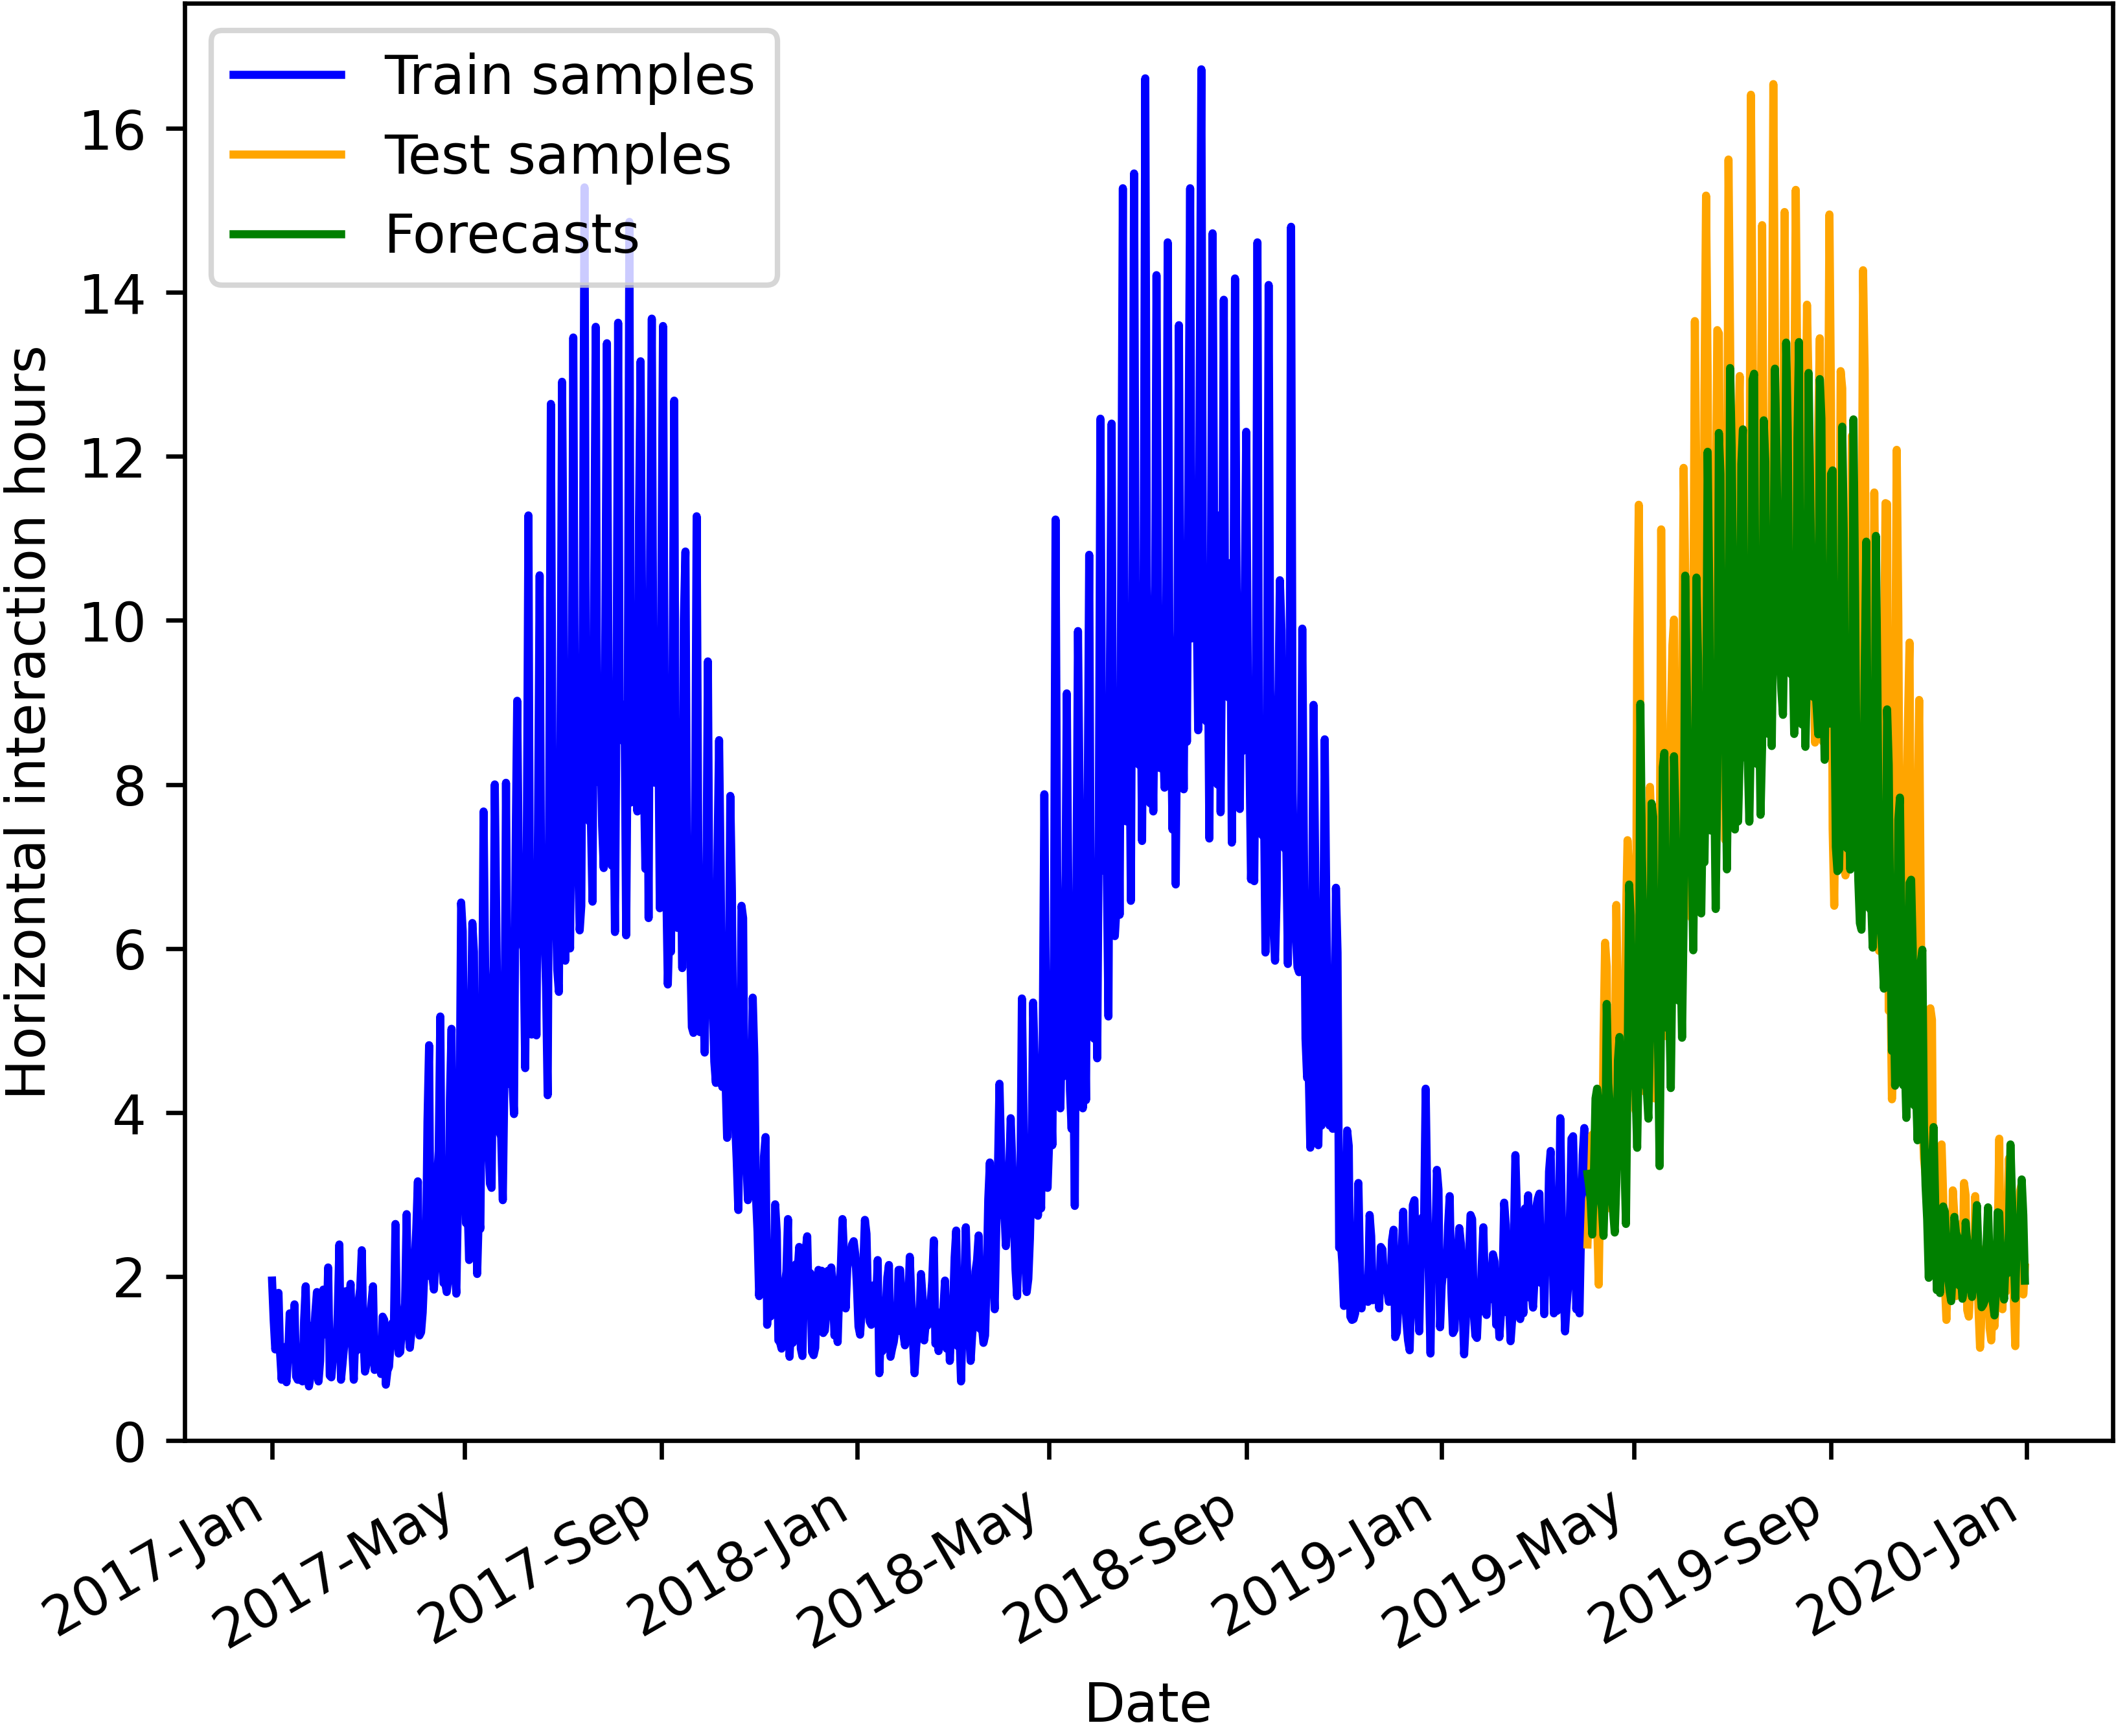 Train samples
Test samples
Forecasts
Horizontal interaction hours
16
14
12
10
8
6
4
2
0
2017-Jan
2017-May
2017-Sep
2018-Jan
2018-May
2018-Sep
2019-Jan
2019-May
2019-Sep
2020-Jan
Date